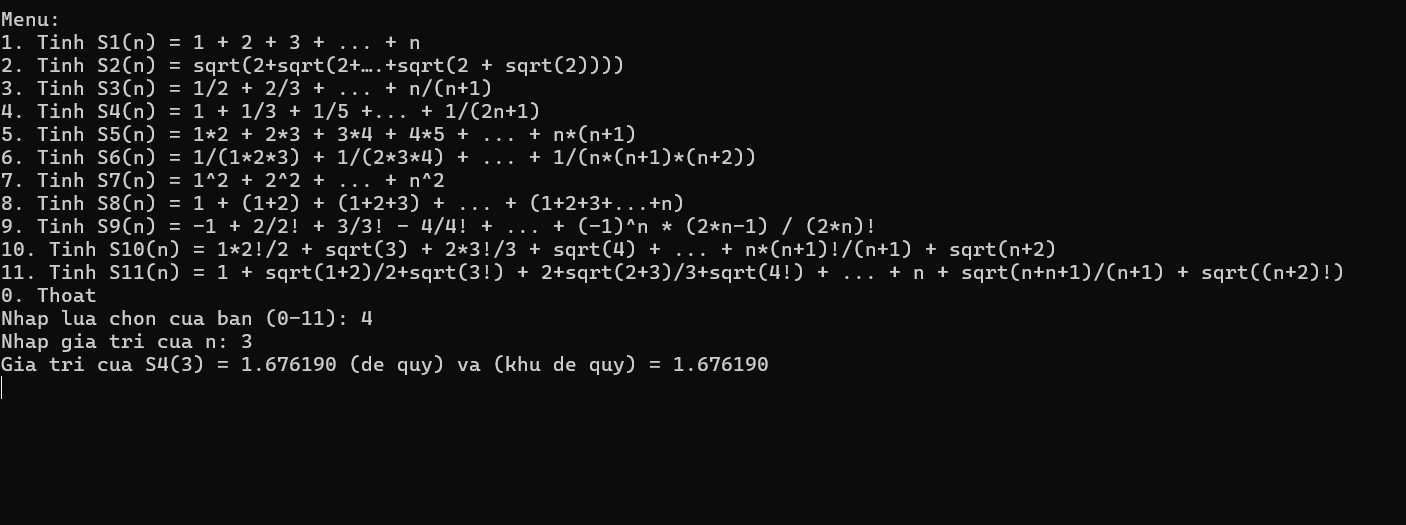 Menu:
1. Tinh S1(n) = 1 + 2 + 3 + ... + n
2. Tinh S2(n) = sqrt(2+sqrt(2+….+sqrt(2 + sqrt(2))))
3. Tinh S3(n) = 1/2 + 2/3 + ... + n/(n+1)
4. Tinh S4(n) = 1 + 1/3 + 1/5 +... + 1/(2n+1)
5. Tinh S5(n) = 1*2 + 2*3 + 3*4 + 4*5 + ... + n*(n+1)
6. Tinh S6(n) = 1/(1*2*3) + 1/(2*3*4) + ... + 1/(n*(n+1)*(n+2))
7. Tinh S7(n) = 1^2 + 2^2 + ... + n^2
8. Tinh S8(n) = 1 + (1+2) + (1+2+3) + ... + (1+2+3+...+n)
9. Tinh S9(n) = -1 + 2/2! + 3/3! - 4/4! + ... + (-1)^n * (2*n-1) / (2*n)!
10. Tinh S10(n) = 1*2!/2 + sqrt(3) + 2*3!/3 + sqrt(4) + ... + n*(n+1)!/(n+1) + sqrt(n+2)
11. Tinh S11(n) = 1 + sqrt(1+2)/2+sqrt(3!) + 2+sqrt(2+3)/3+sqrt(4!) + ... + n + sqrt(n+n+1)/(n+1) + sqrt((n+2)!)
0. Thoat
Nhap lua chon cua ban (0-11): 4
Nhap gia tri cua n: 3
Gia tri cua S4(3) = 1.676190 (de quy) va (khu de quy) = 1.676190